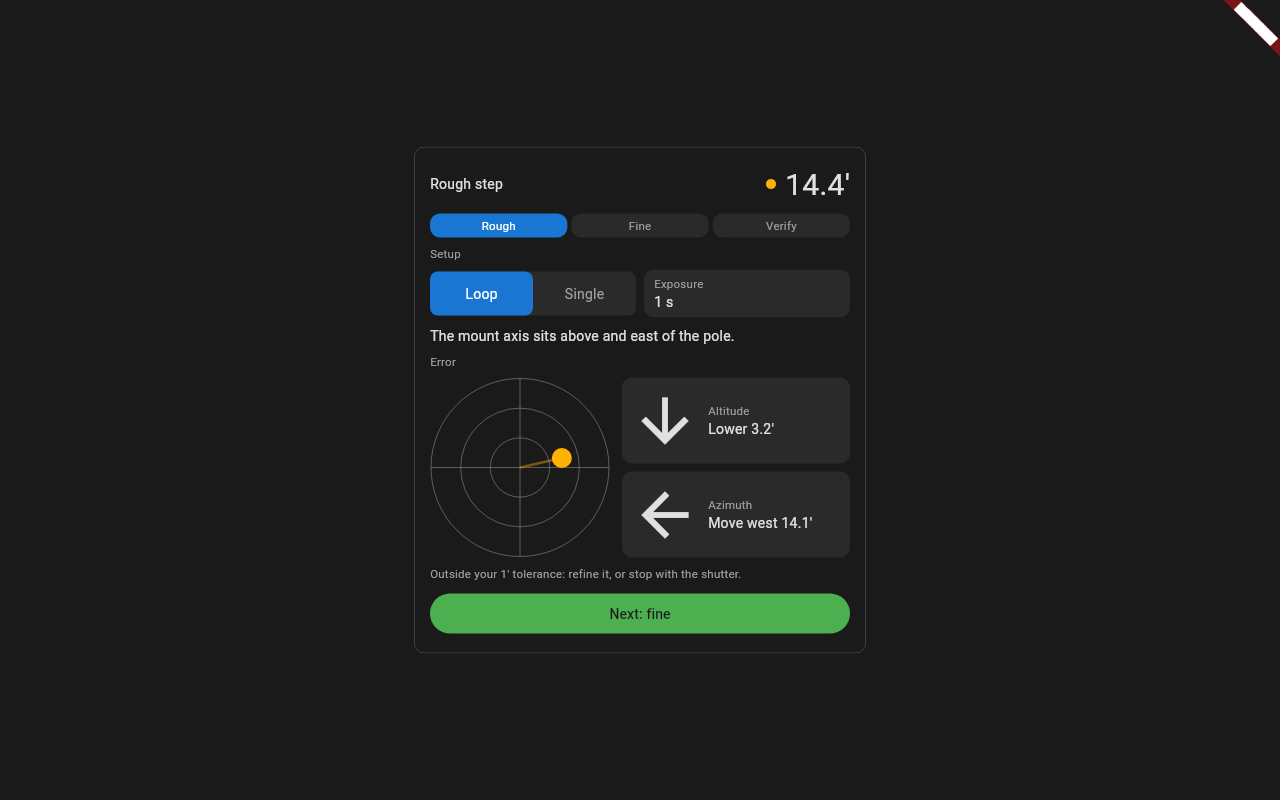 Rough step
14.4'
Rough
Fine
Verify
Setup
Loop
Single
Exposure
1 s
The mount axis sits above and east of the pole.
Error
Altitude
Lower 3.2'
Azimuth
Move west 14.1'
Outside your 1' tolerance: refine it, or stop with the shutter.
Next: fine